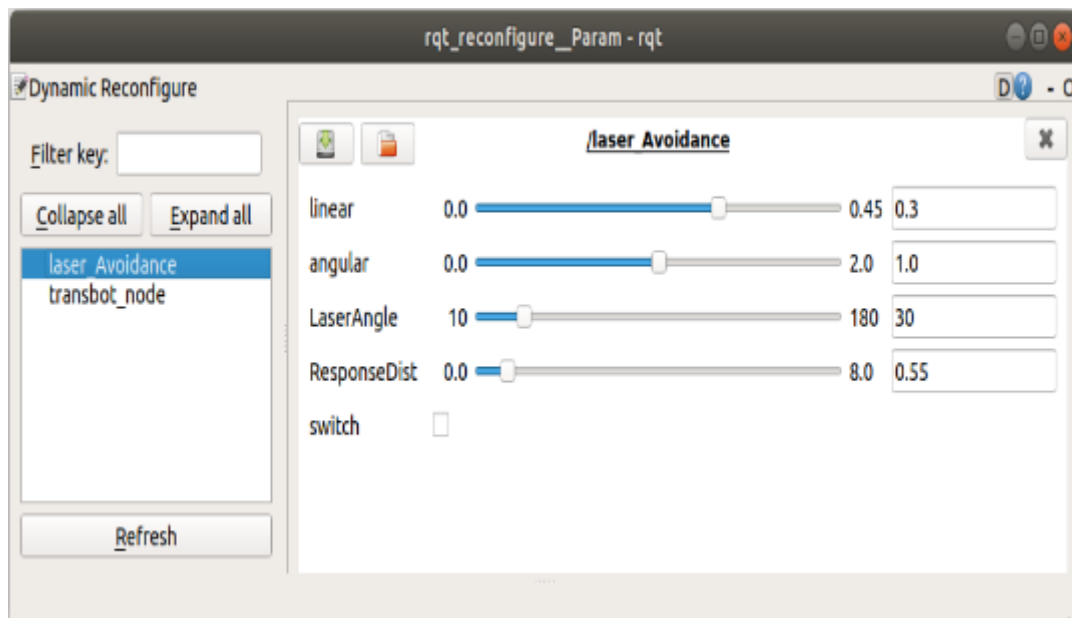 rqt_reconfigure__Param - rqt
Dynamic Reconfigure
D - O
Filter key:
Collapse all Expand all
laser_Avoidance
transbot_node
Refresh
/laser_Avoidance
linear 0.0 0.45 0.3
angular 0.0 2.0 1.0
LaserAngle 10 180 30
ResponseDist 0.0 8.0 0.55
switch